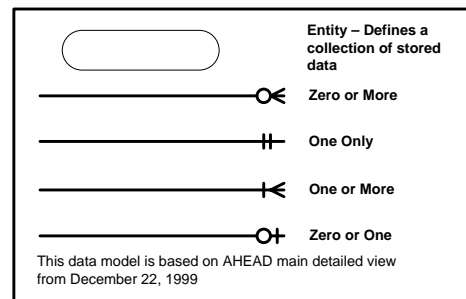 Entity – Defines a
collection of stored
data
Zero or More
One Only
One or More
Zero or One
This data model is based on AHEAD main detailed view
from December 22, 1999